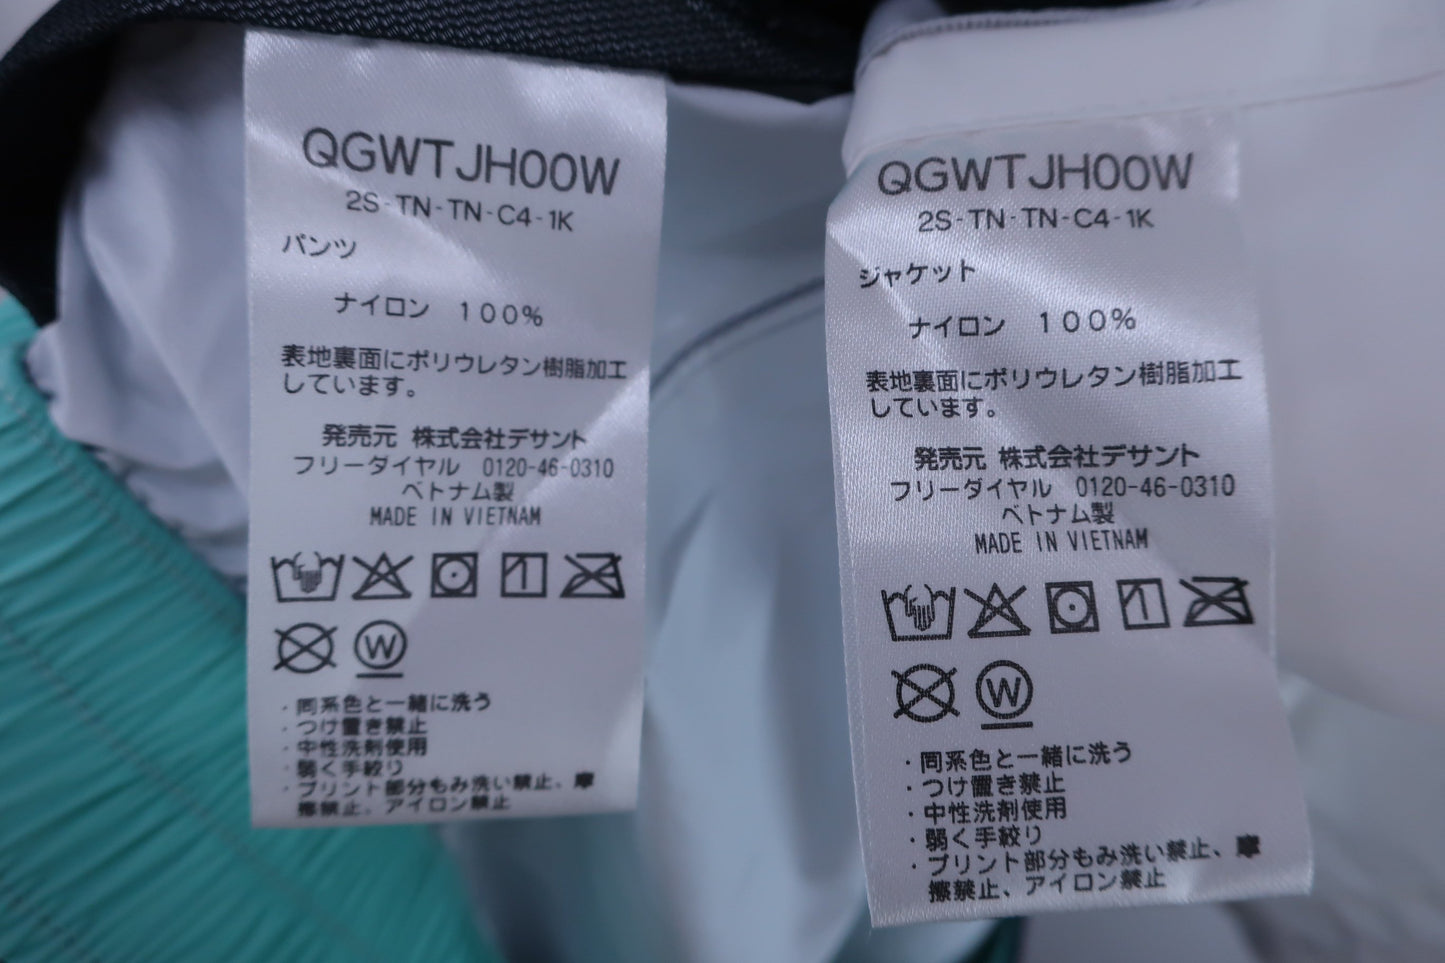 QGWTJH00W
2S-TN-TN-C4-1K
パンツ
ナイロン 100%
表地裏面にポリウレタン樹脂加工
しています。
発売元 株式会社デサント
フリーダイヤル 0120-46-0310
ベトナム製
MADE IN VIETNAM
W
・同系色と一緒に洗う
・つけ置き禁止
・中性洗剤使用
・弱く手絞り
・プリント部分もみ洗い禁止、摩
擦禁止、アイロン禁止
QGWTJH00W
2S-TN-TN-C4-1K
ジャケット
ナイロン 100%
表地裏面にポリウレタン樹脂加工
しています。
発売元 株式会社デサント
フリーダイヤル 0120-46-0310
ベトナム製
MADE IN VIETNAM
W
・同系色と一緒に洗う
・つけ置き禁止
・中性洗剤使用
・弱く手絞り
・プリント部分もみ洗い禁止、摩
擦禁止、アイロン禁止